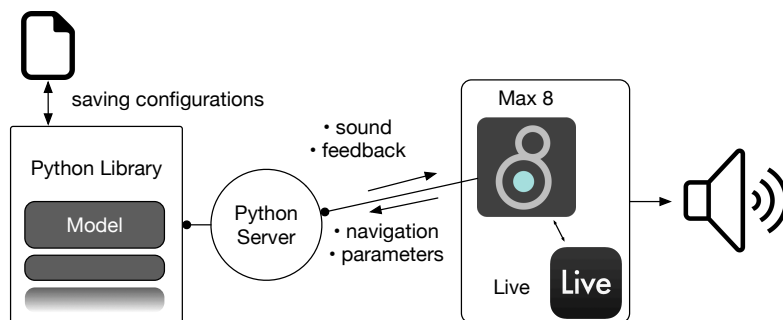 saving configurations
Python Library
Model
Python
Server
• sound
• feedback
• navigation
• parameters
Max 8
Live
Live